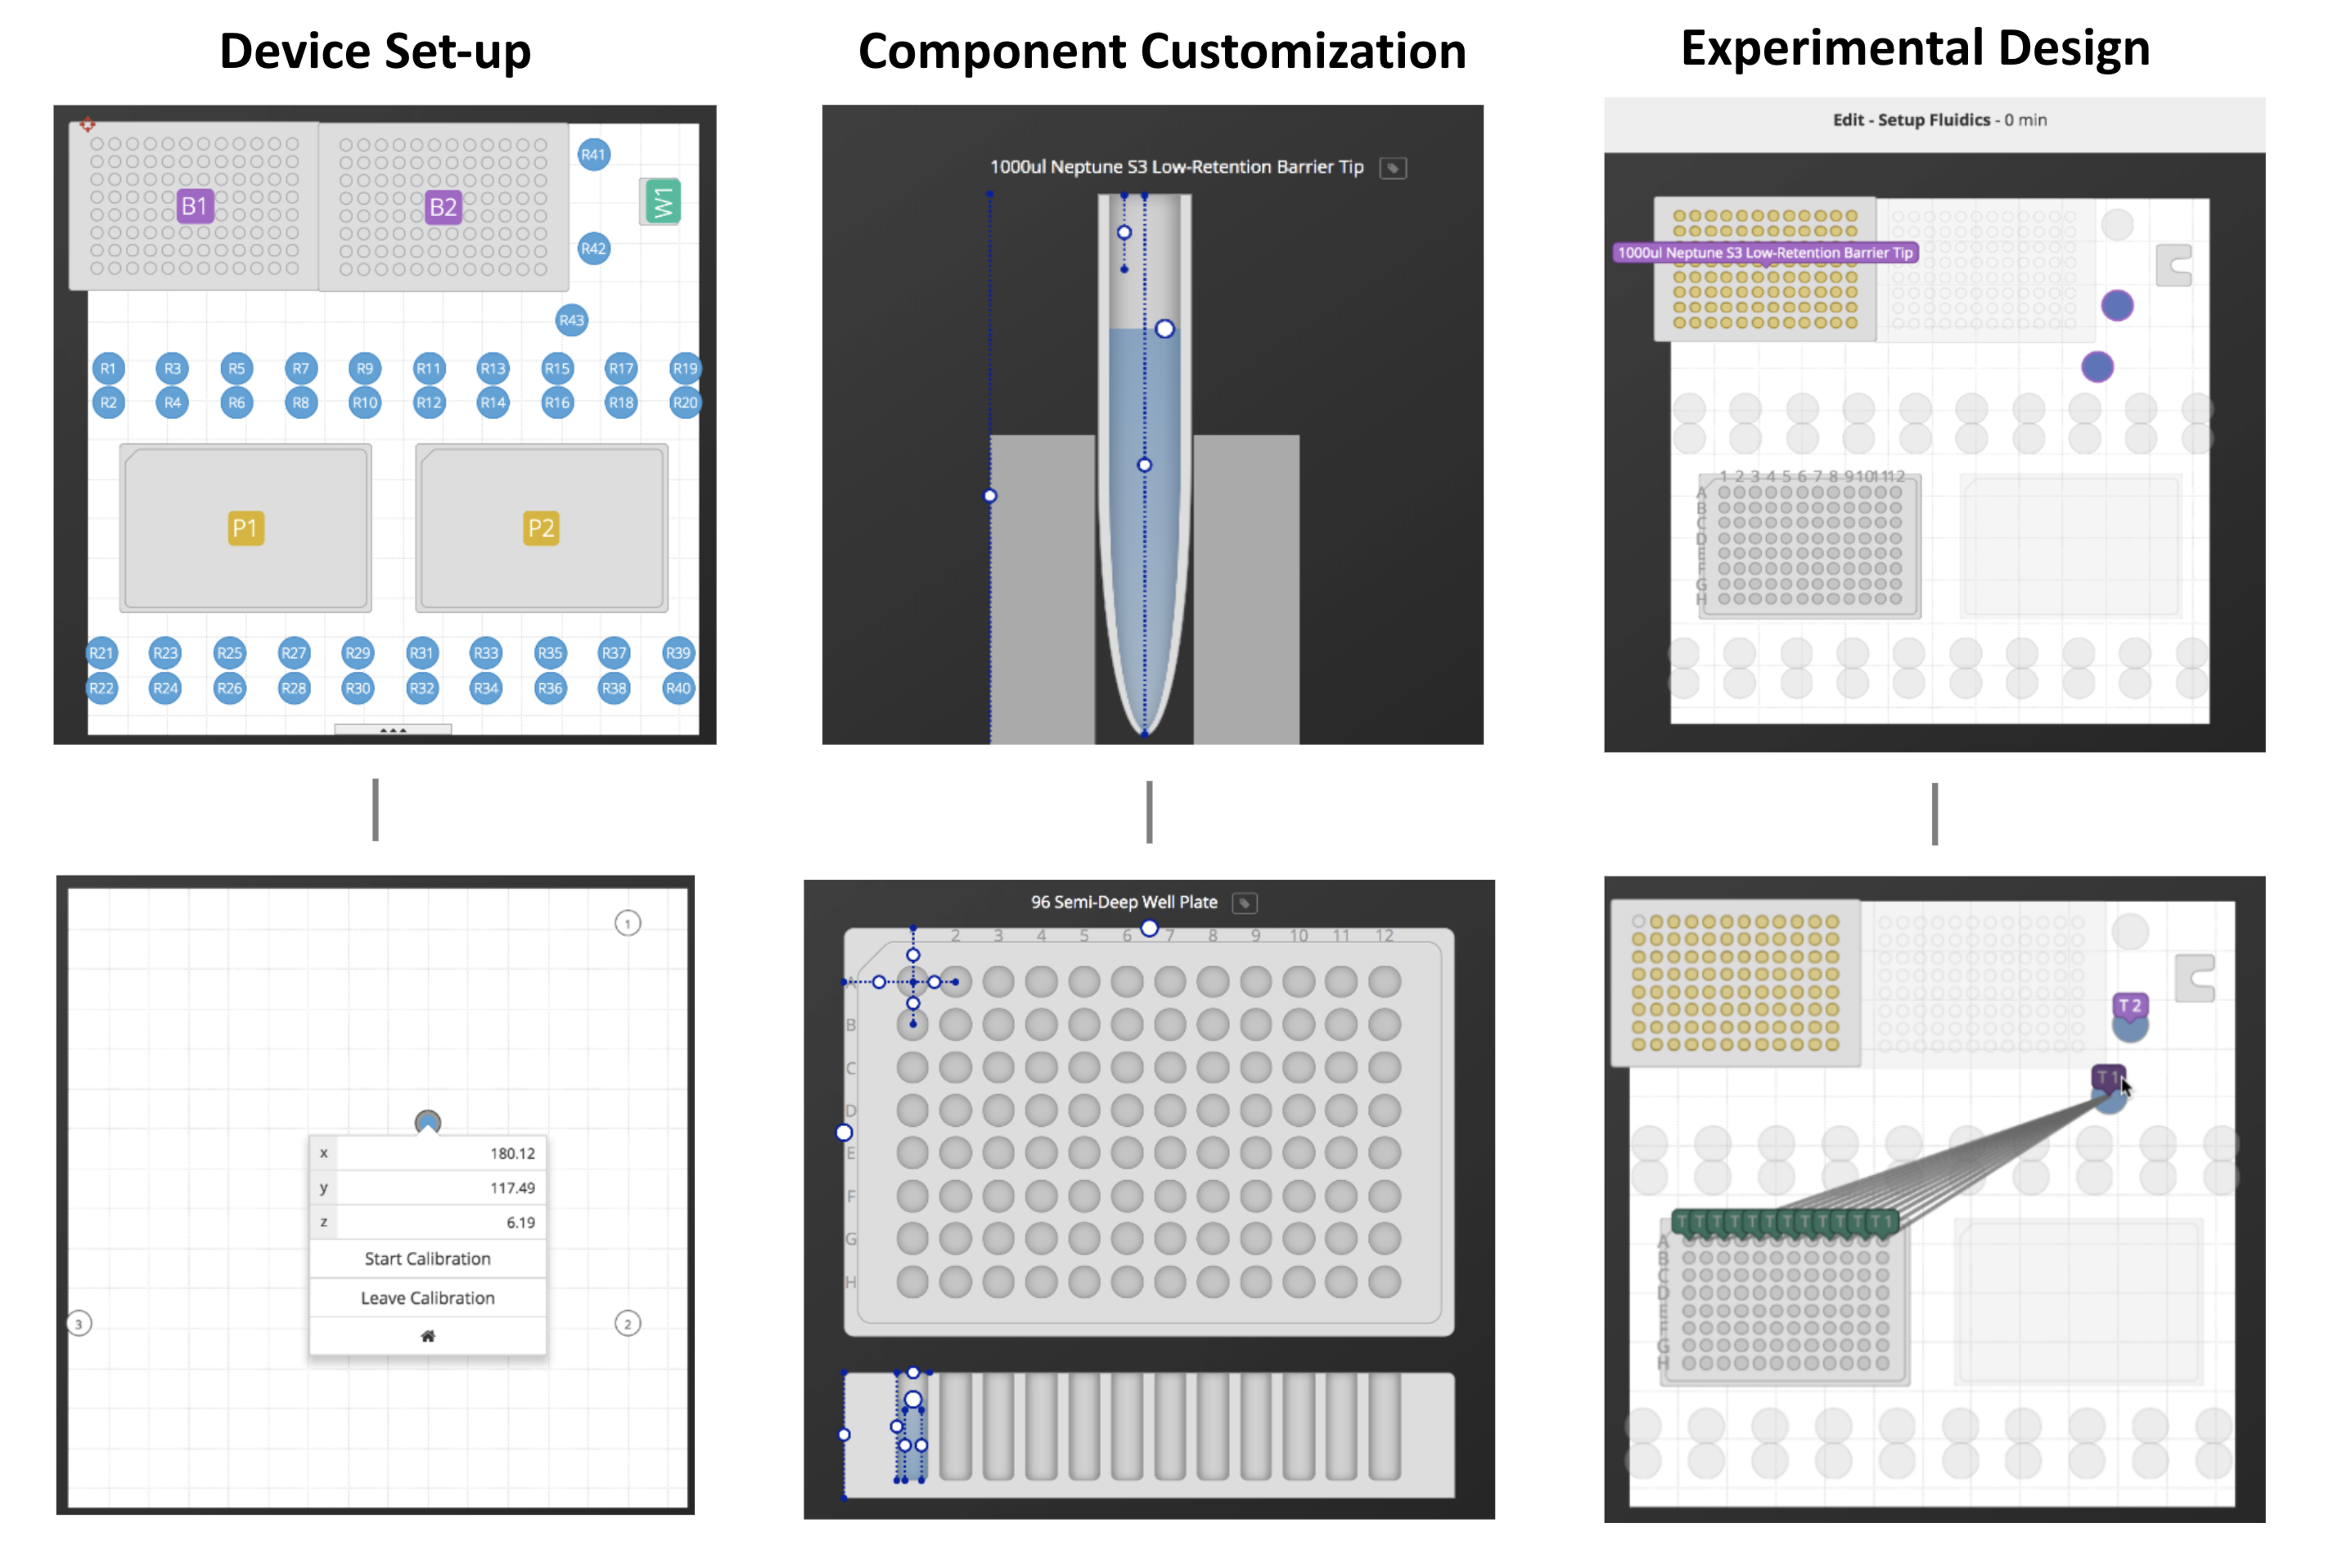 Device Set-up
Component Customization
Experimental Design
B1
B2
R41
W1
R42
R43
R1 R3 R5 R7 R9 R11 R13 R15 R17 R19
R2 R4 R6 R8 R10 R12 R14 R16 R18 R20
P1
P2
R21 R23 R25 R27 R29 R31 R33 R35 R37 R39
R22 R24 R26 R28 R30 R32 R34 R36 R38 R40
1000ul Neptune S3 Low-Retention Barrier Tip
Edit - Setup Fluidics - 0 min
1000ul Neptune S3 Low-Retention Barrier Tip
1 2 3 4 5 6 7 8 9 10 11 12
A
B
C
D
E
F
G
H
1
x 180.12
y 117.49
z 6.19
Start Calibration
Leave Calibration
3
2
96 Semi-Deep Well Plate
2 3 4 5 6 7 8 9 10 11 12
A
B
C
D
E
F
G
H
T 2
T 1
T T T T T T T T T T T T 1
A
B
C
D
E
F
G
H